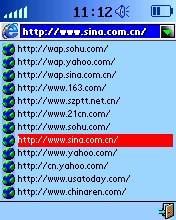 11:12
http://www.sina.com.cn/
http://wap.sohu.com/
http://wap.yahoo.com/
http://wap.sina.com.cn/
http://www.163.com/
http://www.szptt.net.cn/
http://www.21cn.com/
http://www.sohu.com/
http://www.sina.com.cn/
http://www.yahoo.com/
http://cn.yahoo.com/
http://www.usatoday.com/
http://www.chinaren.com/